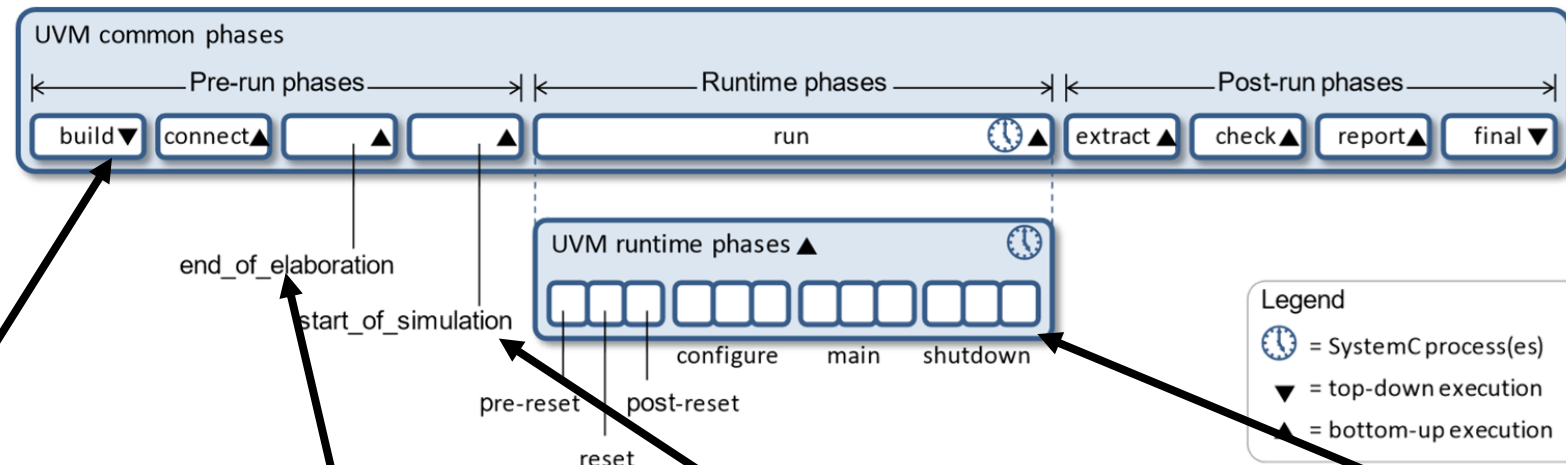 UVM common phases
Pre-run phases
Runtime phases
Post-run phases
build
connect
run
extract
check
report
final
UVM runtime phases
end_of_elaboration
start_of_simulation
configure
main
shutdown
pre-reset
post-reset
reset
Legend
= SystemC process(es)
= top-down execution
= bottom-up execution